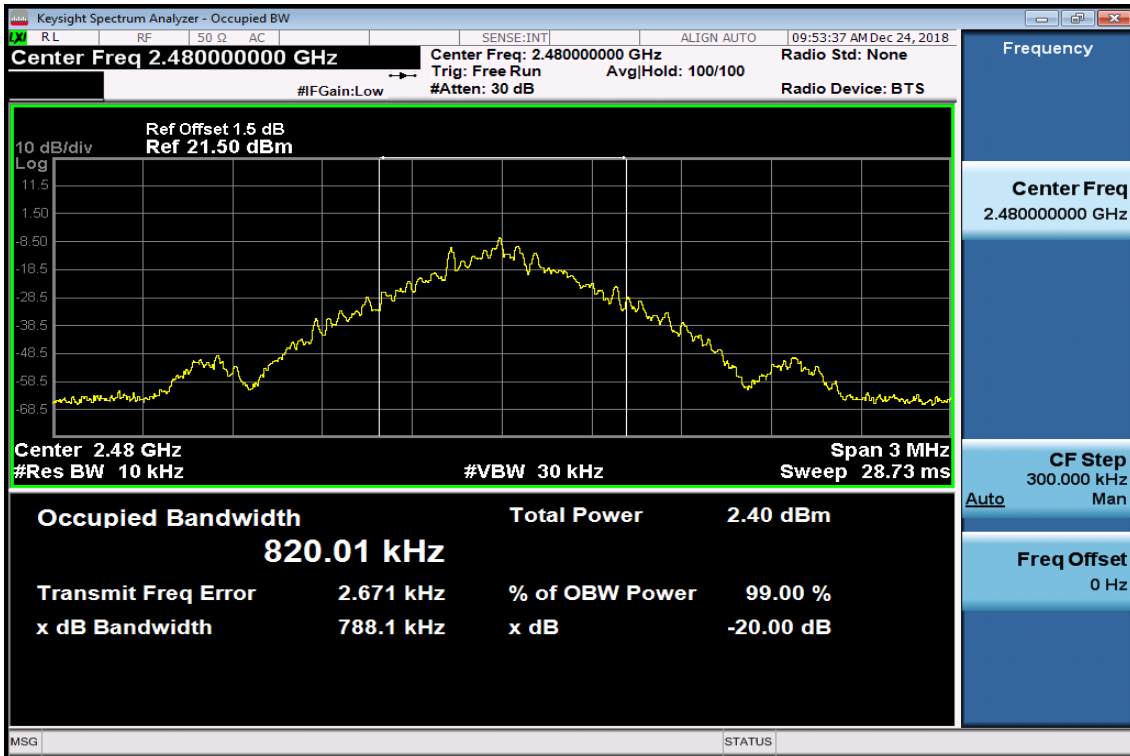 Keysight Spectrum Analyzer - Occupied BW
LXI RL RF 50 Ω AC SENSE:INT ALIGN AUTO 09:53:37 AM Dec 24, 2018
Center Freq 2.480000000 GHz
Center Freq: 2.480000000 GHz
Radio Std: None
Trig: Free Run
Avg|Hold: 100/100
#IFGain:Low
#Atten: 30 dB
Radio Device: BTS
Ref Offset 1.5 dB
10 dB/div
Ref 21.50 dBm
Log
11.5
1.50
-8.50
-18.5
-28.5
-38.5
-48.5
-58.5
-68.5
Center 2.48 GHz
Span 3 MHz
#Res BW 10 kHz
#VBW 30 kHz
Sweep 28.73 ms
Occupied Bandwidth
Total Power 2.40 dBm
820.01 kHz
Transmit Freq Error 2.671 kHz
% of OBW Power 99.00 %
x dB Bandwidth 788.1 kHz
x dB -20.00 dB
Frequency
Center Freq
2.480000000 GHz
CF Step
300.000 kHz
Auto Man
Freq Offset
0 Hz
MSG
STATUS